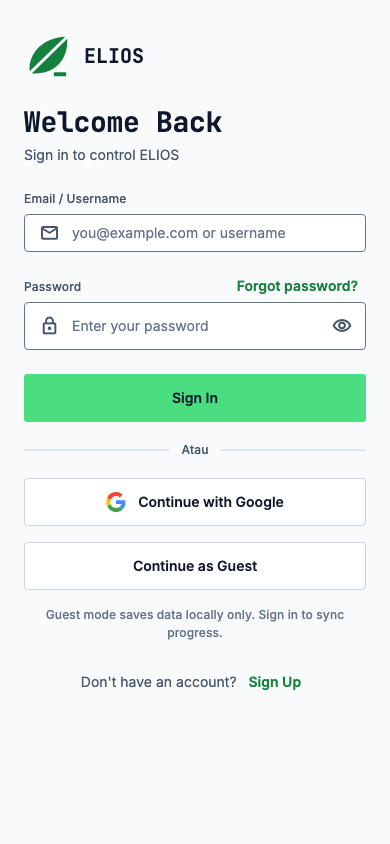 ELIOS
Welcome Back
Sign in to control ELIOS
Email / Username
you@example.com or username
Password
Forgot password?
Enter your password
Sign In
Atau
Continue with Google
Continue as Guest
Guest mode saves data locally only. Sign in to sync
progress.
Don't have an account? Sign Up